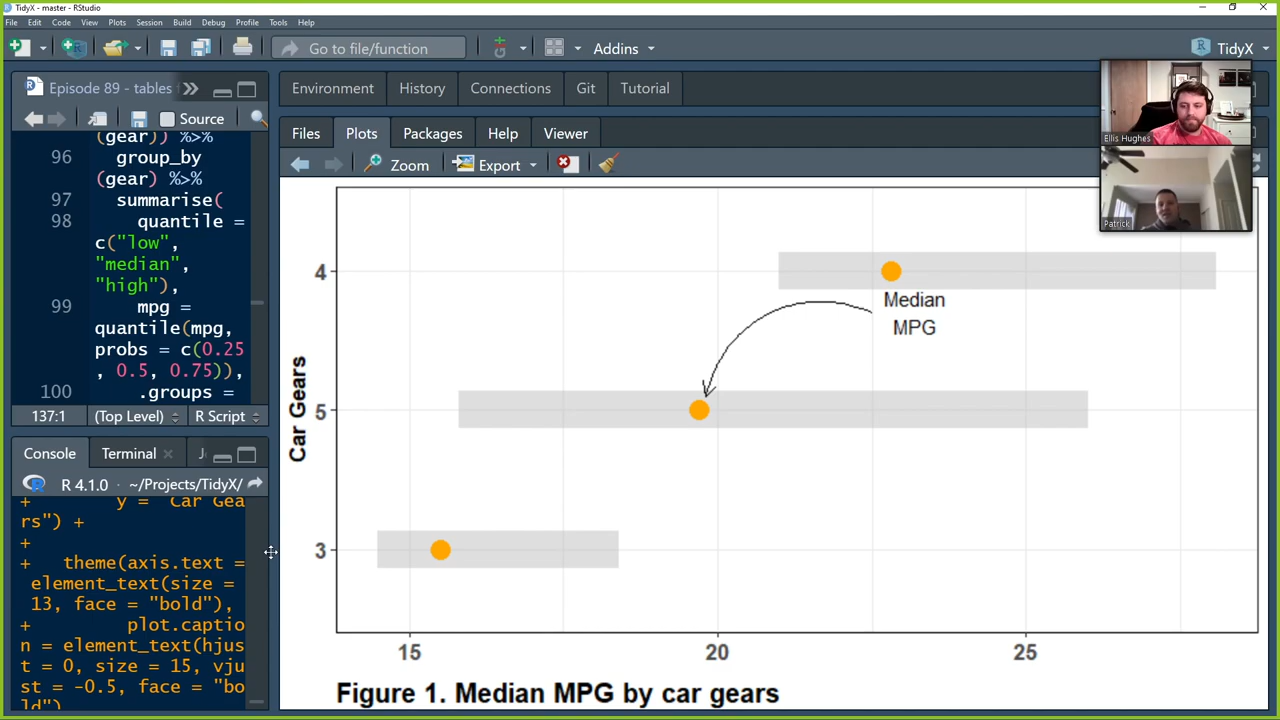 TidyX - master - RStudio
File Edit Code View Plots Session Build Debug Profile Tools Help
Go to file/function
Addins
TidyX
Episode 89 - tables
Source
(gear)) %>%
96 group_by
(gear) %>%
97 summarise(
98 quantile =
c("low",
"median",
"high"),
99 mpg =
quantile(mpg,
probs = c(0.25
, 0.5, 0.75)),
100 .groups =
137:1 (Top Level) R Script
Console Terminal
R 4.1.0 · ~/Projects/TidyX/
+ y = "Car Gea
rs") +
+
+ theme(axis.text =
element_text(size =
13, face = "bold"),
+ plot.captio
n = element_text(hjus
t = 0, size = 15, vju
st = -0.5, face = "bo
ld")
Environment History Connections Git Tutorial
Files Plots Packages Help Viewer
Zoom Export
Ellis Hughes
Patrick
Car Gears
4
5
3
Median
MPG
15 20 25
Figure 1. Median MPG by car gears